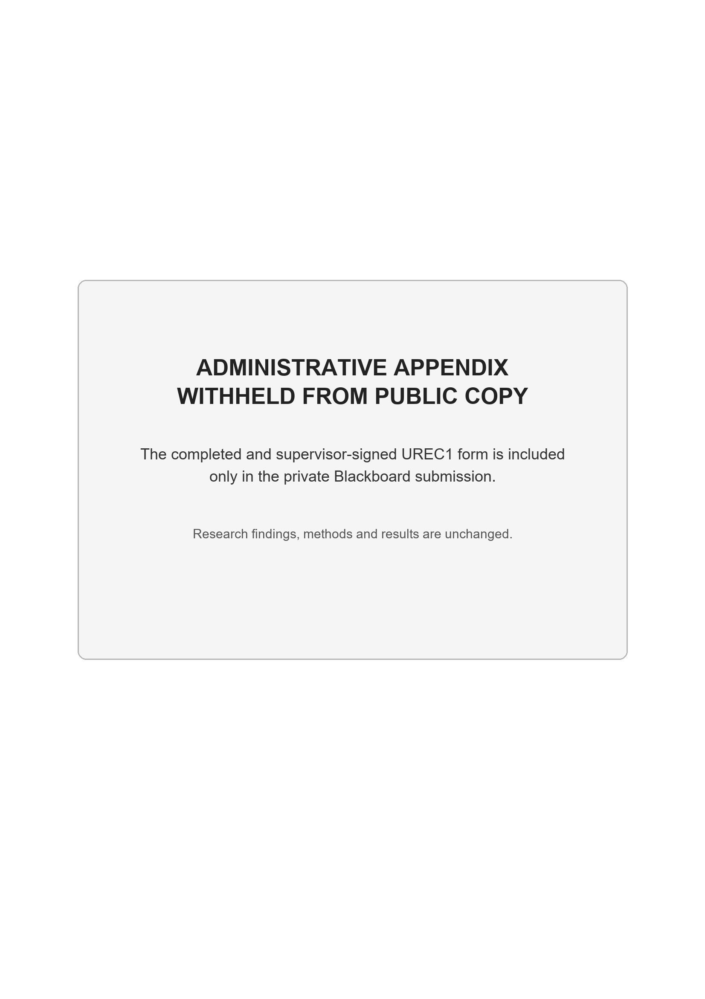 ADMINISTRATIVE APPENDIX
WITHHELD FROM PUBLIC COPY
The completed and supervisor-signed UREC1 form is included
only in the private Blackboard submission.
Research findings, methods and results are unchanged.